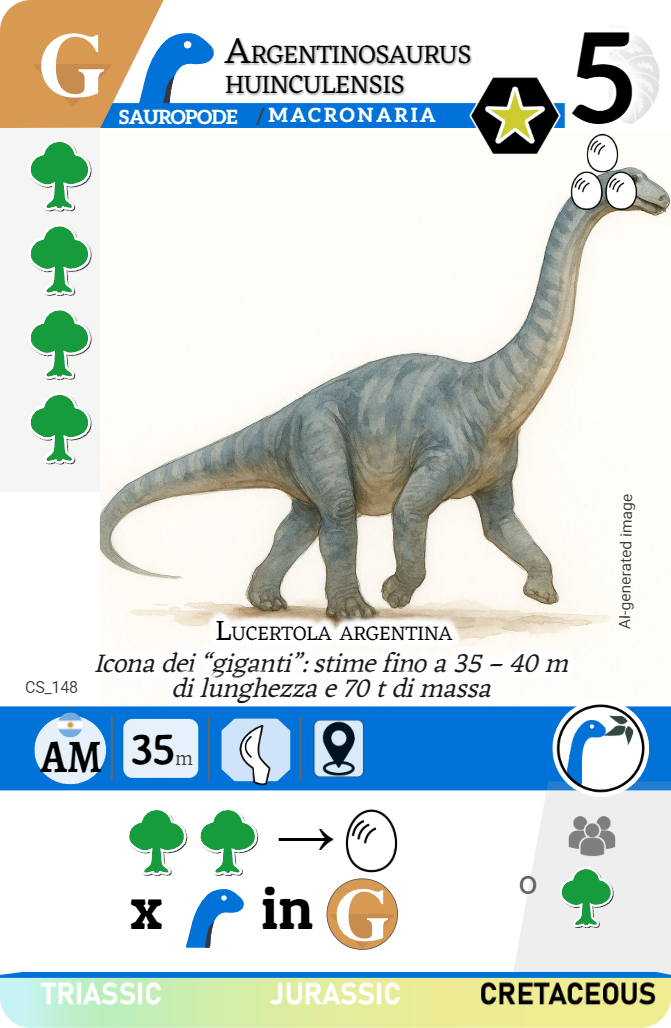 G
ARGENTINOSAURUS
HUINCULENSIS
5
SAUROPODE / MACRONARIA
AI-generated image
LUCERTOLA ARGENTINA
Icona dei “giganti”: stime fino a 35 – 40 m
di lunghezza e 70 t di massa
CS_148
AM
35m
x in G
o
TRIASSIC JURASSIC CRETACEOUS